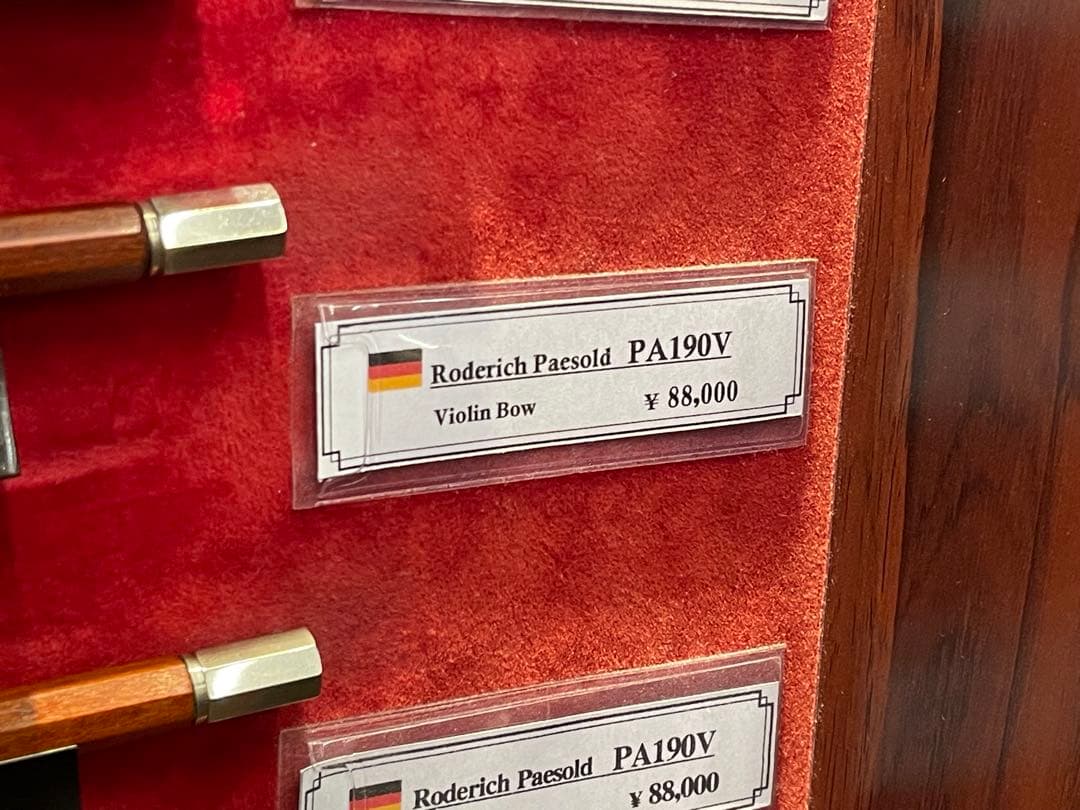 Roderich Paesold PA190V
Violin Bow ¥ 88,000
Roderich Paesold PA190V
¥ 88,000